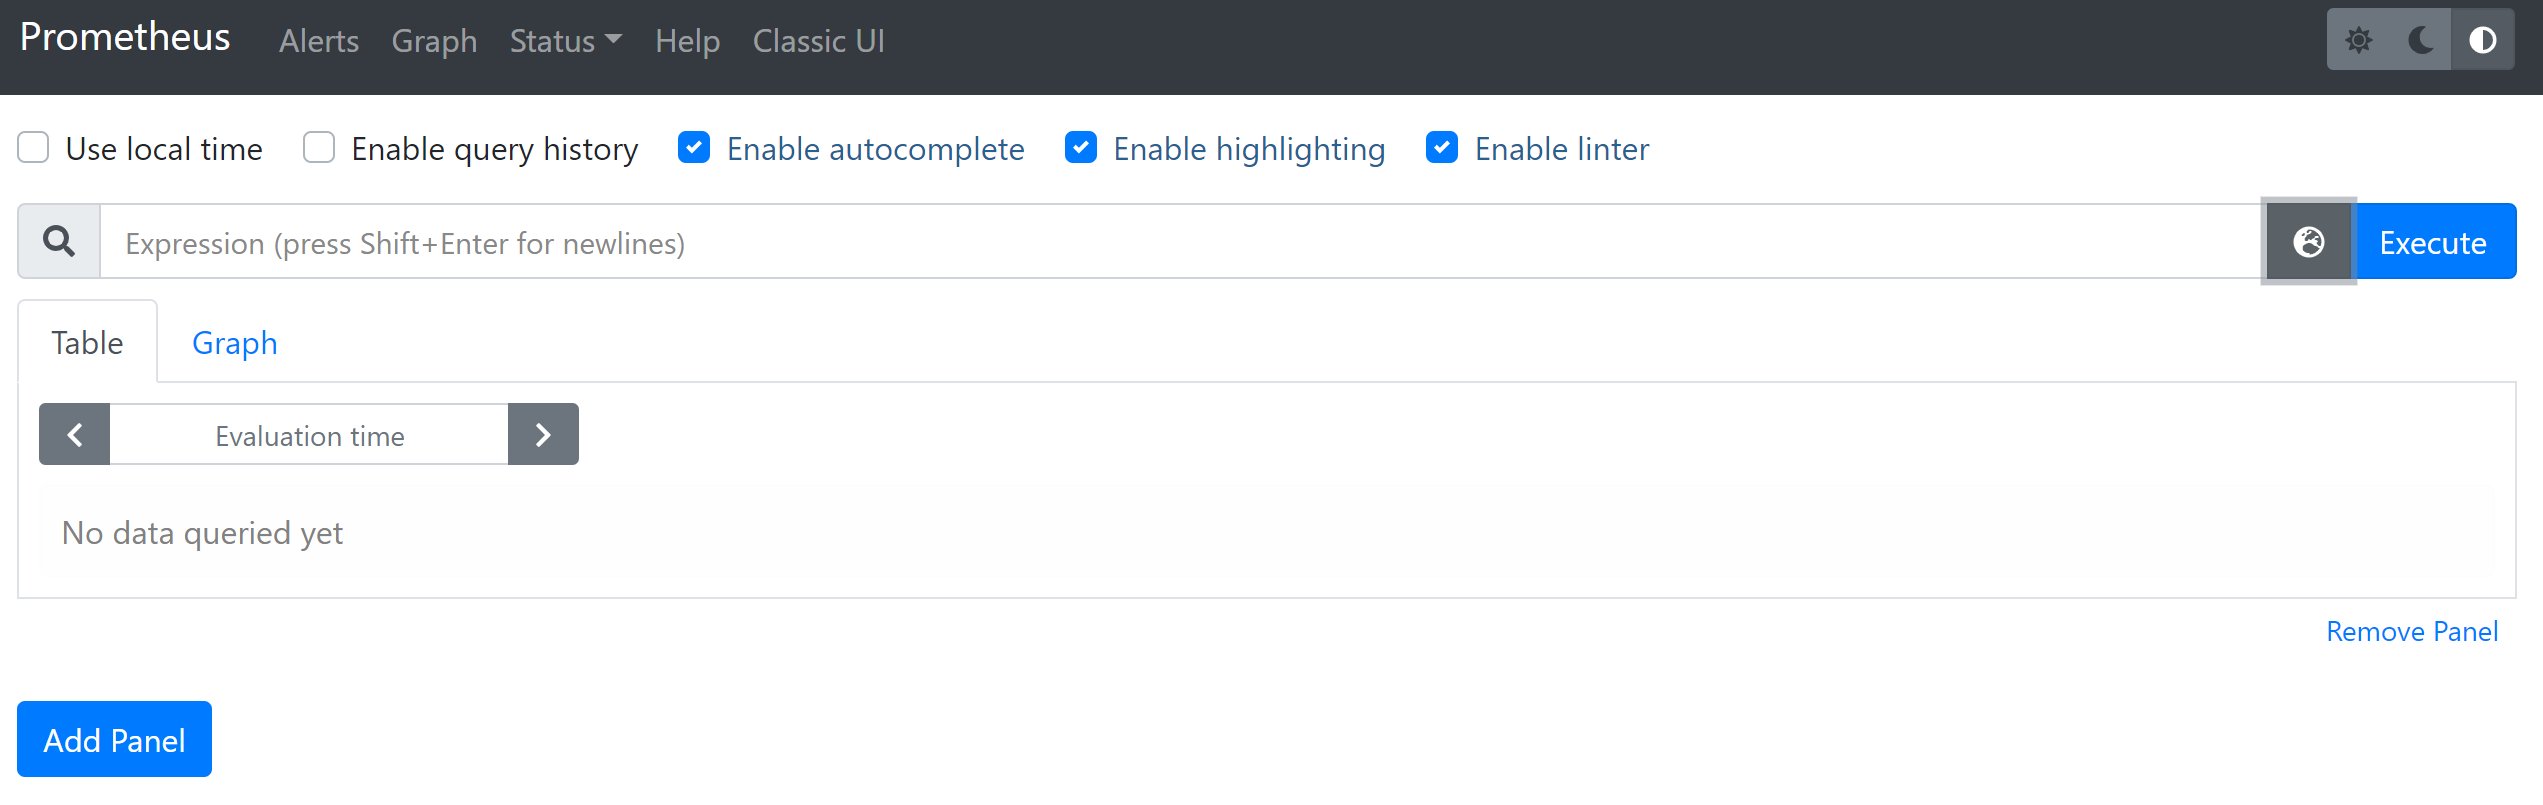 Prometheus Alerts Graph Status Help Classic UI
Use local time Enable query history Enable autocomplete Enable highlighting Enable linter
Expression (press Shift+Enter for newlines) Execute
Table Graph
Evaluation time
No data queried yet
Remove Panel
Add Panel